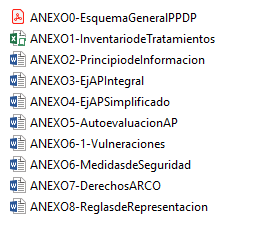 ANEXO0-EsquemaGeneralPPDP
ANEXO1-InventariodeTratamientos
ANEXO2-PrincipiodeInformacion
ANEXO3-EjAPIntegral
ANEXO4-EjAPSimplificado
ANEXO5-AutoevaluacionAP
ANEXO6-1-Vulneraciones
ANEXO6-MedidasdeSeguridad
ANEXO7-DerechosARCO
ANEXO8-ReglasdeRepresentacion